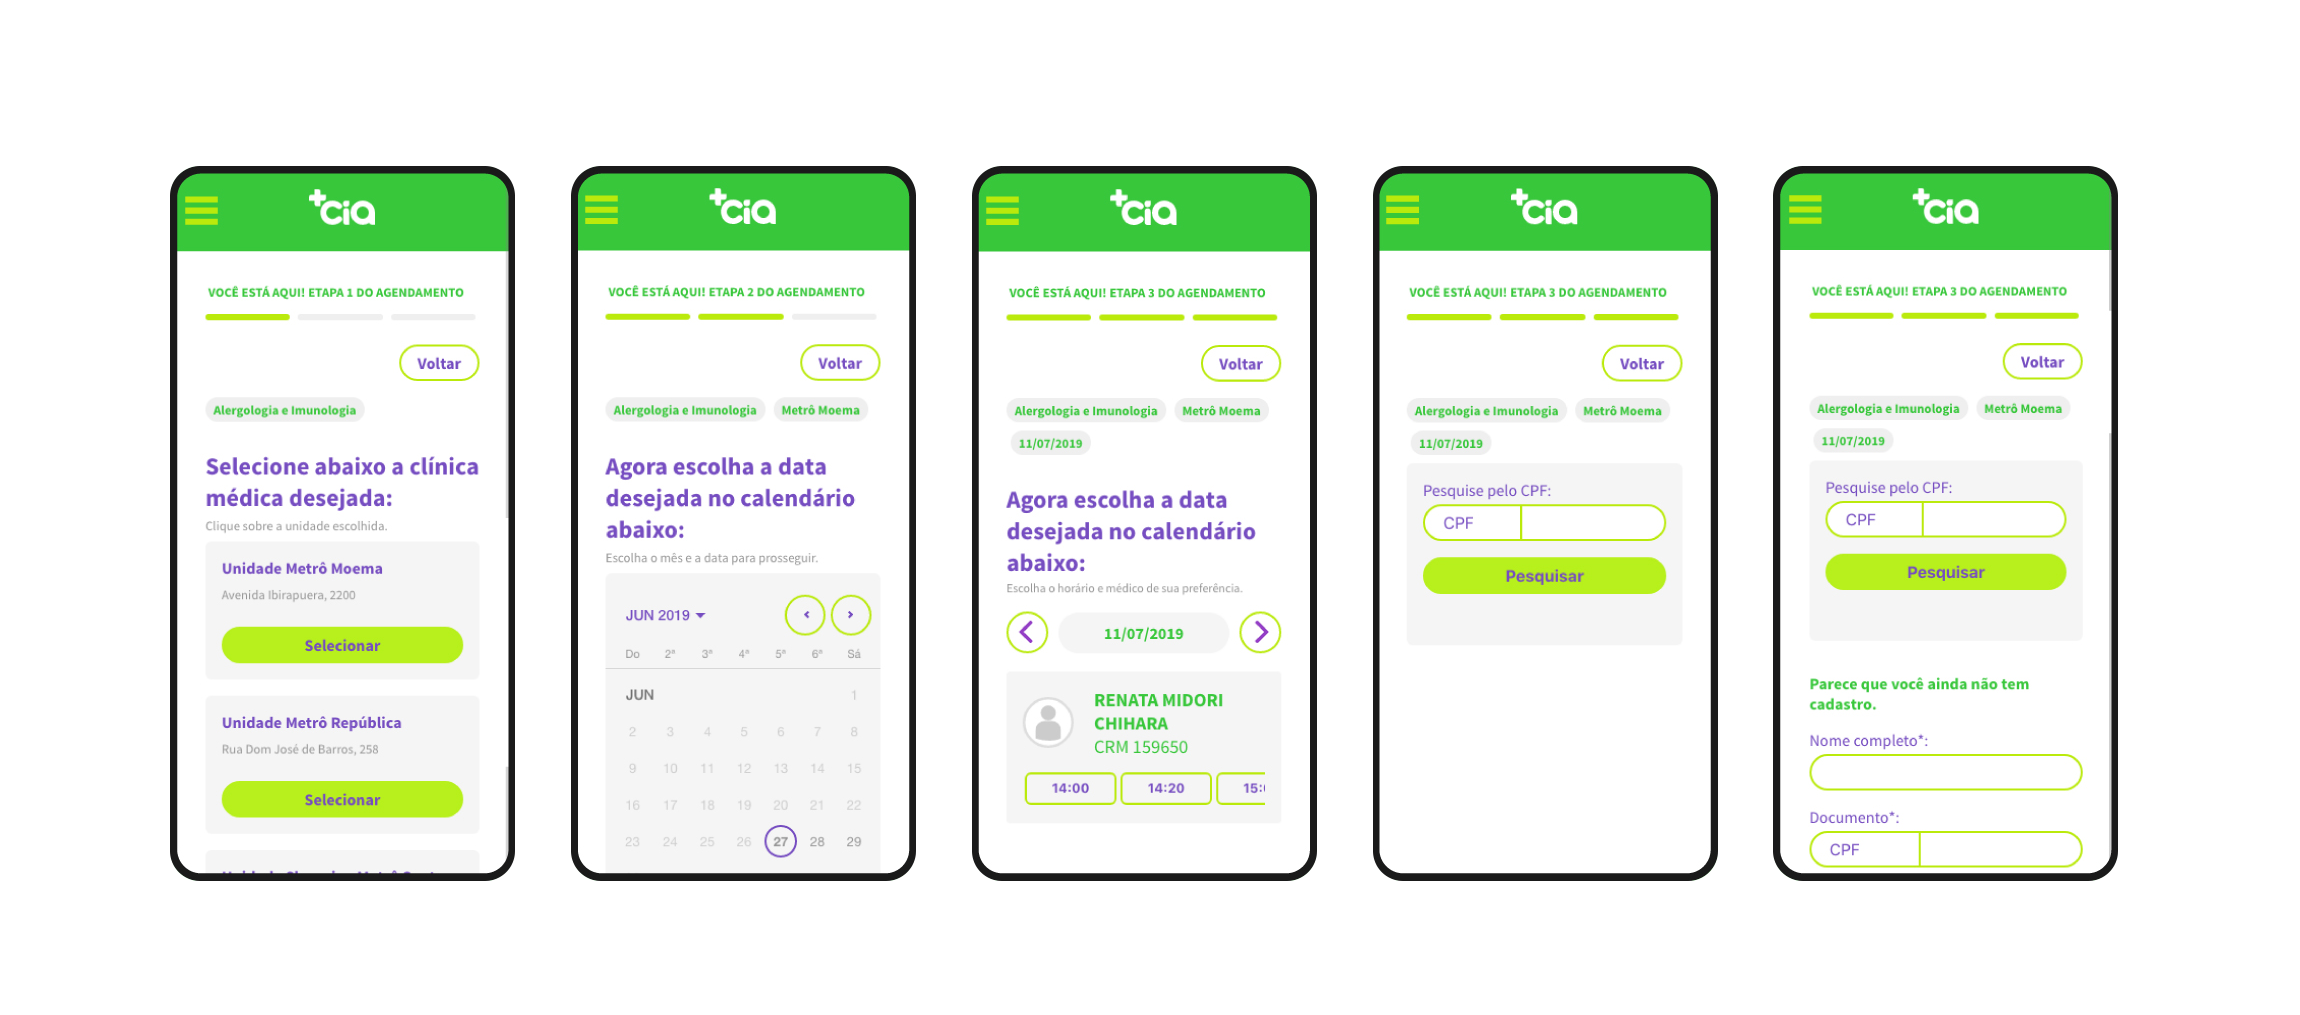 +cia
VOCÊ ESTÁ AQUI! ETAPA 1 DO AGENDAMENTO
Voltar
Alergologia e Imunologia
Selecione abaixo a clínica
médica desejada:
Clique sobre a unidade escolhida.
Unidade Metrô Moema
Avenida Ibirapuera, 2200
Selecionar
Unidade Metrô República
Rua Dom José de Barros, 258
Selecionar
+cia
VOCÊ ESTÁ AQUI! ETAPA 2 DO AGENDAMENTO
Voltar
Alergologia e Imunologia Metrô Moema
Agora escolha a data
desejada no calendário
abaixo:
Escolha o mês e a data para prosseguir.
JUN 2019
Do 2ª 3ª 4ª 5ª 6ª Sá
JUN 1
2 3 4 5 6 7 8
9 10 11 12 13 14 15
16 17 18 19 20 21 22
23 24 25 26 27 28 29
+cia
VOCÊ ESTÁ AQUI! ETAPA 3 DO AGENDAMENTO
Voltar
Alergologia e Imunologia Metrô Moema
11/07/2019
Agora escolha a data
desejada no calendário
abaixo:
Escolha o horário e médico de sua preferência.
11/07/2019
RENATA MIDORI
CHIHARA
CRM 159650
14:00 14:20
+cia
VOCÊ ESTÁ AQUI! ETAPA 3 DO AGENDAMENTO
Voltar
Alergologia e Imunologia Metrô Moema
11/07/2019
Pesquise pelo CPF:
CPF
Pesquisar
+cia
VOCÊ ESTÁ AQUI! ETAPA 3 DO AGENDAMENTO
Voltar
Alergologia e Imunologia Metrô Moema
11/07/2019
Pesquise pelo CPF:
CPF
Pesquisar
Parece que você ainda não tem
cadastro.
Nome completo*:
Documento*:
CPF